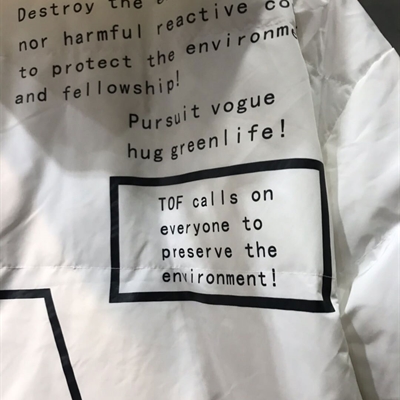 Destroy the
nor harmful reactive co
to protect the environm
and fellowship!
Pursuit vogue
hug greenlife!
TOF calls on
everyone to
preserve the
environment!